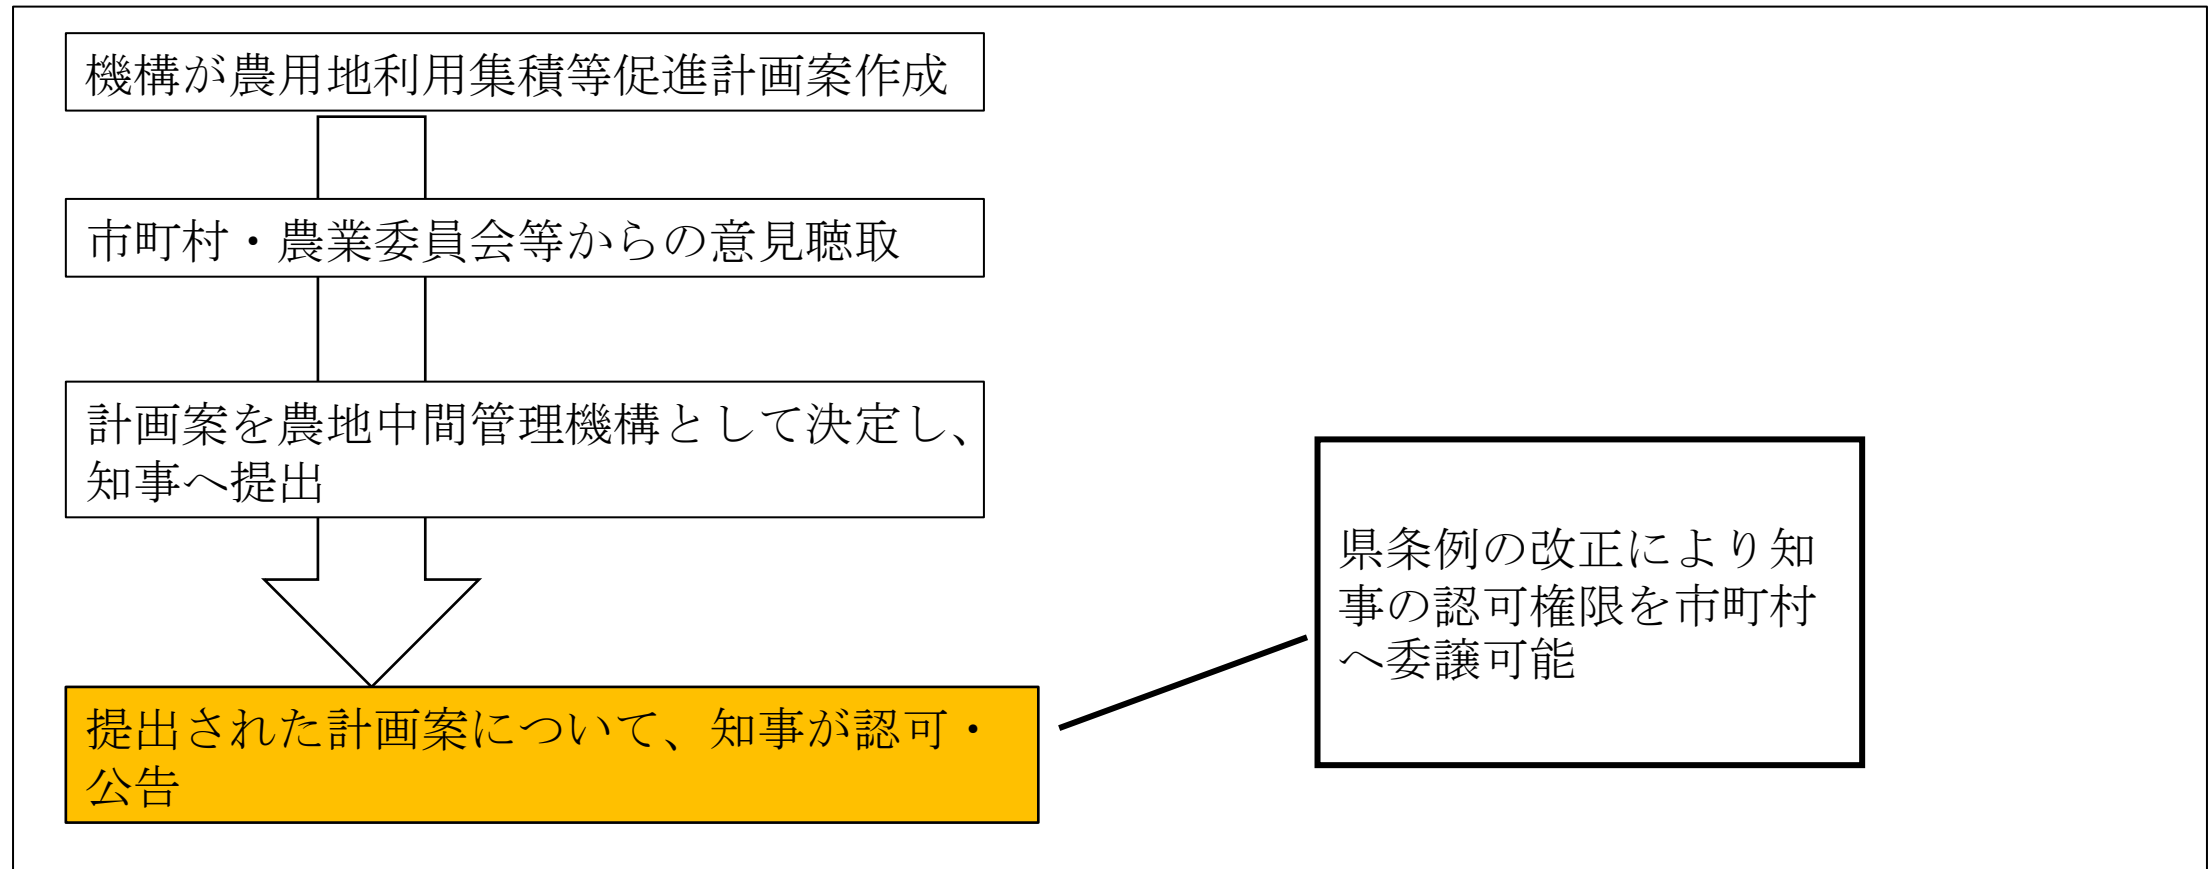 機構が農用地利用集積等促進計画案作成
市町村・農業委員会等からの意見聴取
計画案を農地中間管理機構として決定し、
知事へ提出
提出された計画案について、知事が認可・
公告
県条例の改正により知
事の認可権限を市町村
へ委譲可能